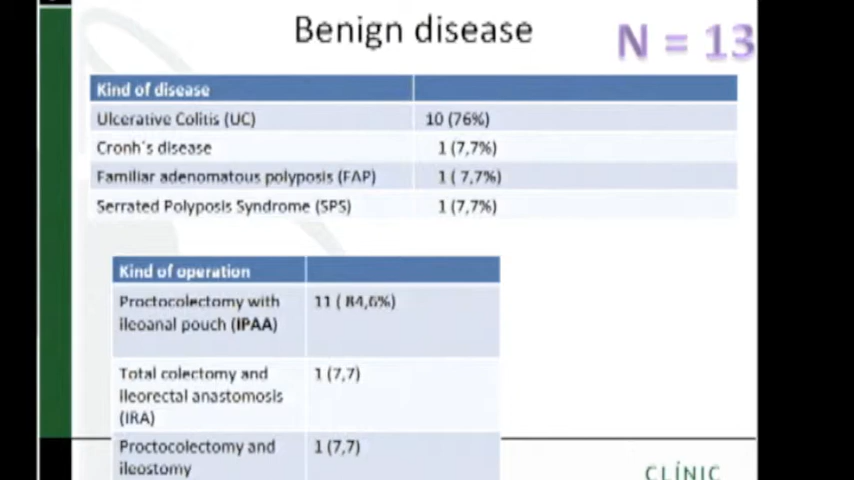 Benign disease
N = 13
Kind of disease
Ulcerative Colitis (UC) 10 (76%)
Cronh´s disease 1 (7,7%)
Familiar adenomatous polyposis (FAP) 1 ( 7,7%)
Serrated Polyposis Syndrome (SPS) 1 (7,7%)
Kind of operation
Proctocolectomy with 11 ( 84,6%)
ileoanal pouch (IPAA)
Total colectomy and 1 (7,7)
ileorectal anastomosis
(IRA)
Proctocolectomy and 1 (7,7)
ileostomy
CLÍNIC